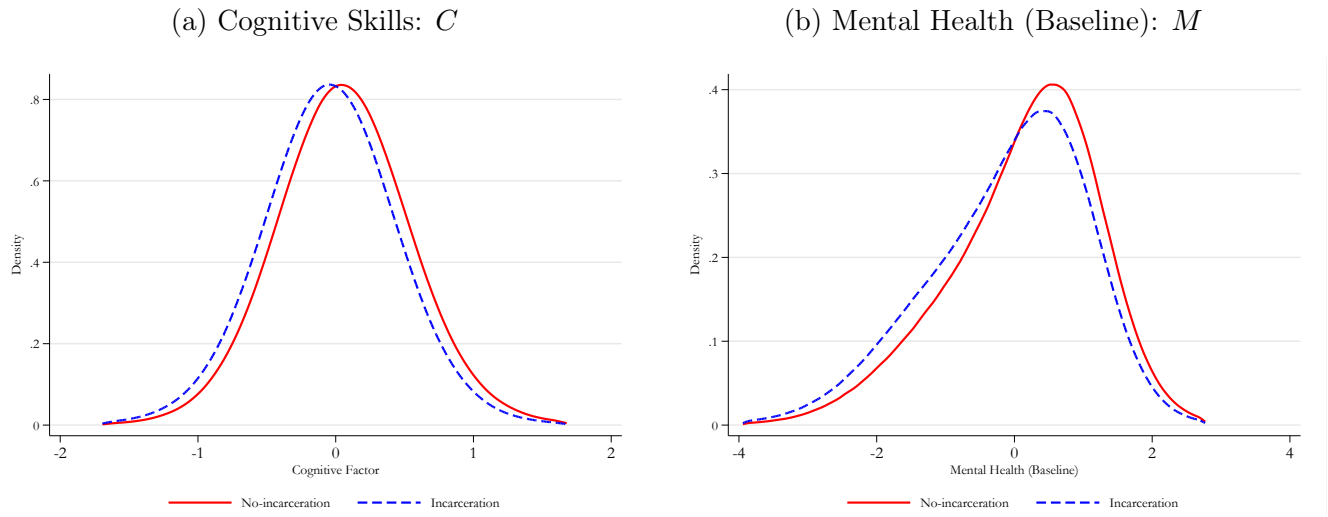 (a) Cognitive Skills: C
.8
.6
.4
.2
0
Density
-2 -1 0 1 2
Cognitive Factor
No-incarceration Incarceration
(b) Mental Health (Baseline): M
.4
.3
.2
.1
0
Density
-4 -2 0 2 4
Mental Health (Baseline)
No-incarceration Incarceration